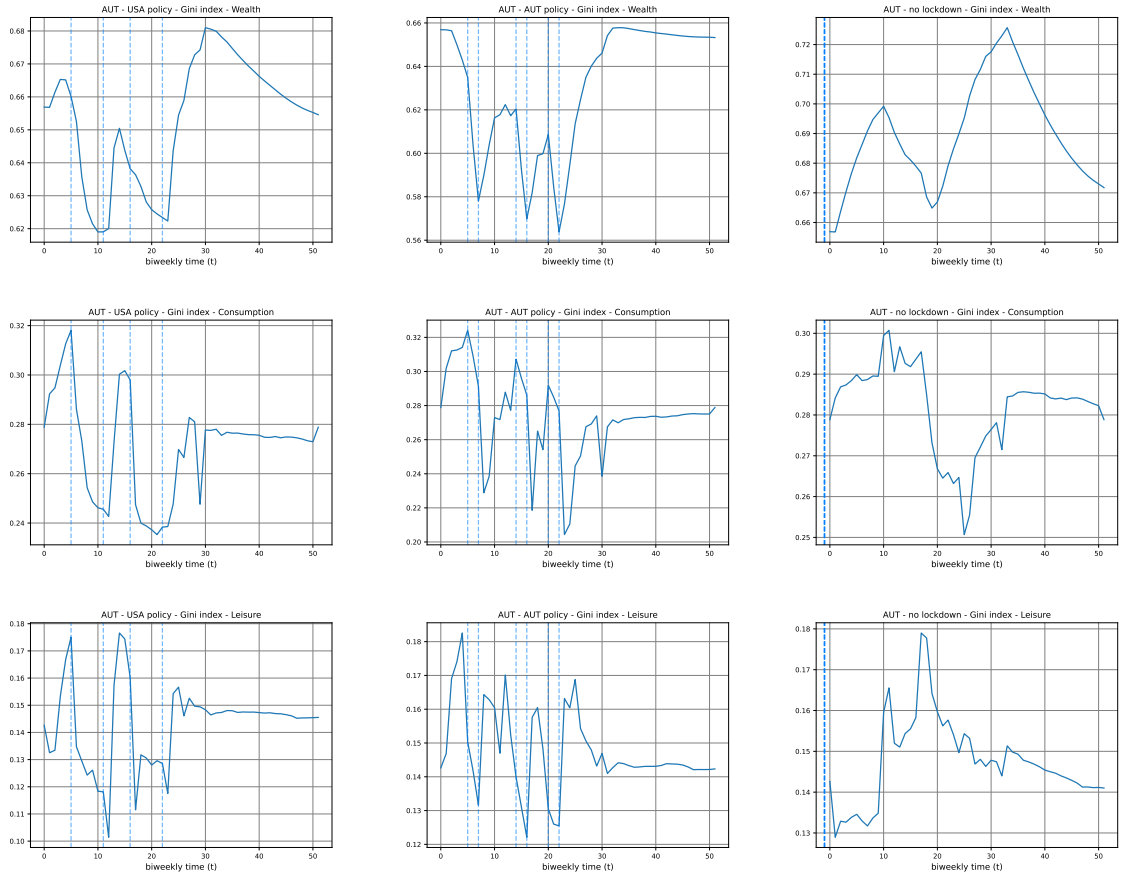 AUT - USA policy - Gini index - Wealth
0.68
0.67
0.66
0.65
0.64
0.63
0.62
0 10 20 30 40 50
biweekly time (t)
AUT - AUT policy - Gini index - Wealth
0.66
0.64
0.62
0.60
0.58
0.56
0 10 20 30 40 50
biweekly time (t)
AUT - no lockdown - Gini index - Wealth
0.72
0.71
0.70
0.69
0.68
0.67
0.66
0 10 20 30 40 50
biweekly time (t)
AUT - USA policy - Gini index - Consumption
0.32
0.30
0.28
0.26
0.24
0 10 20 30 40 50
biweekly time (t)
AUT - AUT policy - Gini index - Consumption
0.32
0.30
0.28
0.26
0.24
0.22
0.20
0 10 20 30 40 50
biweekly time (t)
AUT - no lockdown - Gini index - Consumption
0.30
0.29
0.28
0.27
0.26
0.25
0 10 20 30 40 50
biweekly time (t)
AUT - USA policy - Gini index - Leisure
0.18
0.17
0.16
0.15
0.14
0.13
0.12
0.11
0.10
0 10 20 30 40 50
biweekly time (t)
AUT - AUT policy - Gini index - Leisure
0.18
0.17
0.16
0.15
0.14
0.13
0.12
0 10 20 30 40 50
biweekly time (t)
AUT - no lockdown - Gini index - Leisure
0.18
0.17
0.16
0.15
0.14
0.13
0 10 20 30 40 50
biweekly time (t)